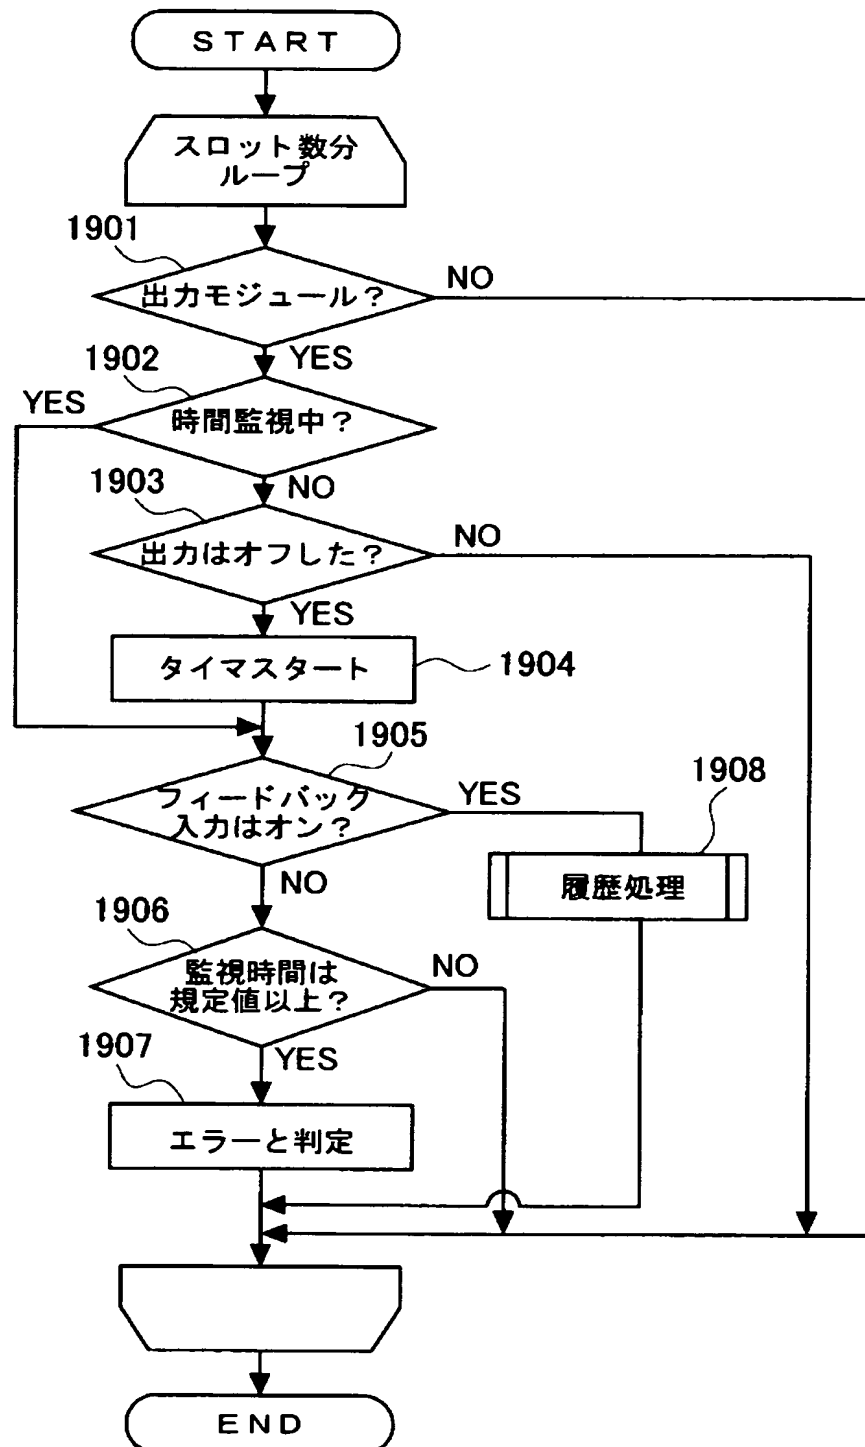 START
スロット数分
ループ
1901
出力モジュール？
NO
YES
1902
YES
時間監視中？
NO
1903
出力はオフした？
NO
YES
タイマスタート
1904
1905
フィードバック
入力はオン？
YES
1908
履歴処理
NO
1906
監視時間は
規定値以上？
NO
YES
1907
エラーと判定
END